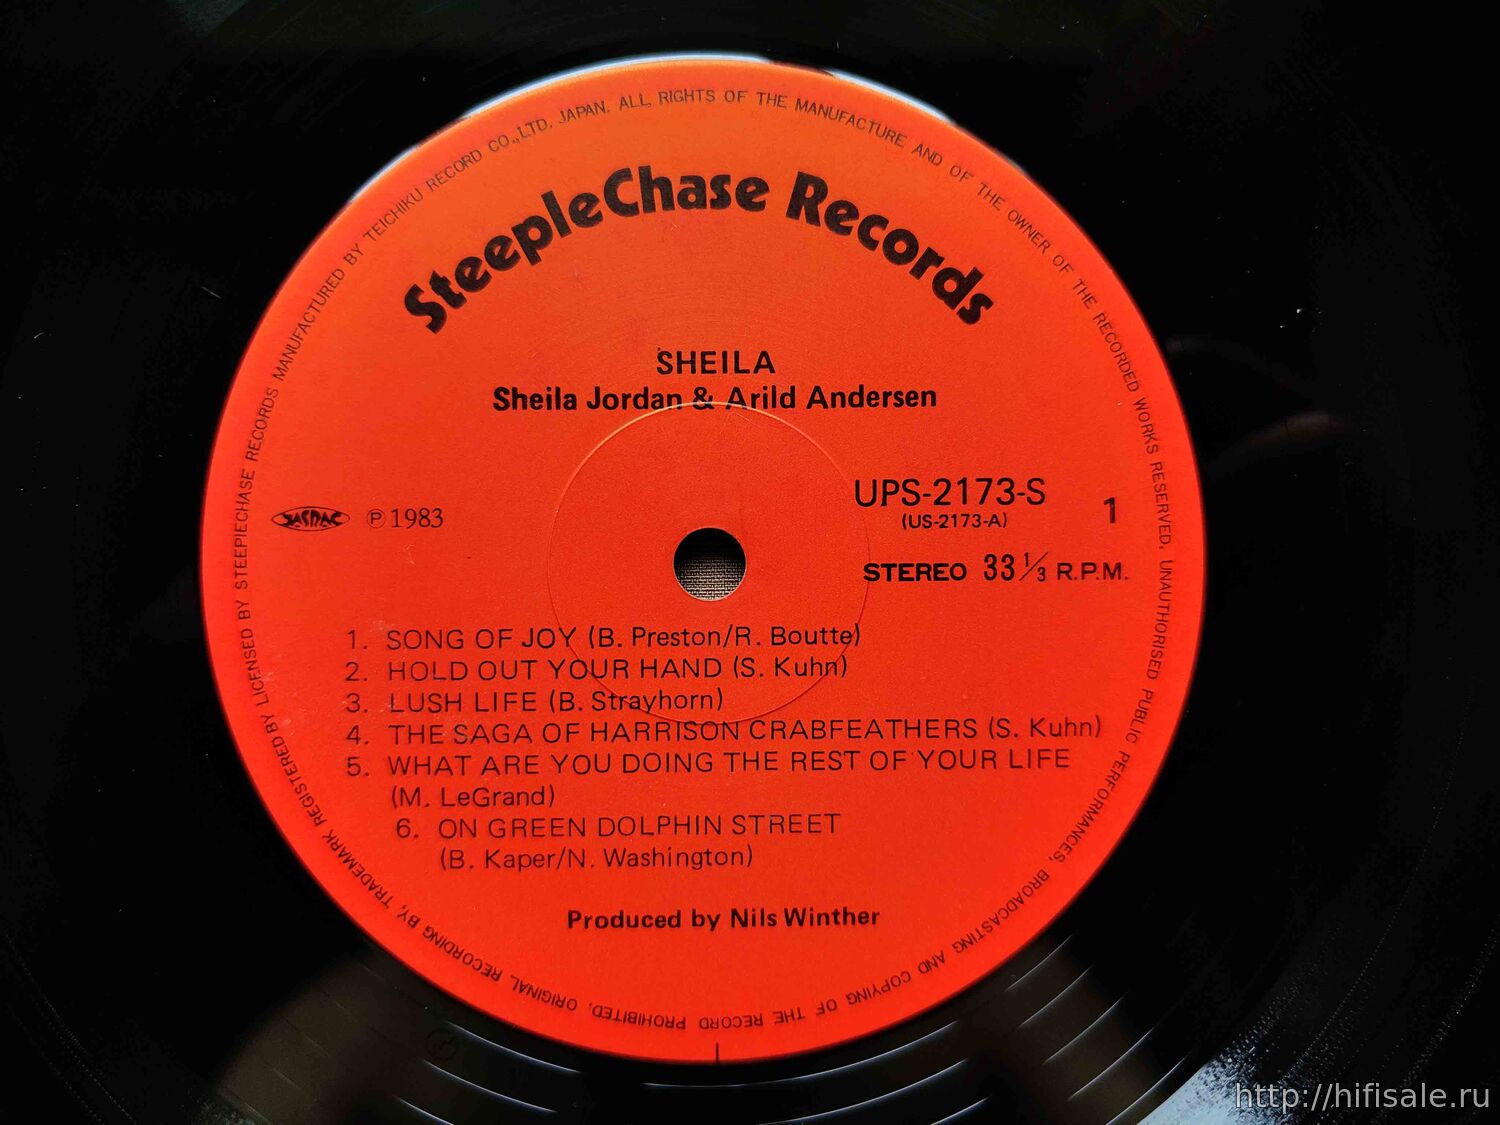 REGISTERED BY LICENSED BY STEEPLECHASE RECORDS MANUFACTURED BY TEICHIKU RECORD CO.,LTD. JAPAN. ALL RIGHTS OF THE MANUFACTURE AND OF THE OWNER OF THE RECORDED WORKS RESERVED. UNAUTHORISED PUBLIC PERFORMANCES, BROADCASTING AND COPYING OF THE RECORD PROHIBITED. ORIGINAL RECORDING BY, TRADEMARK
SteepleChase Records
SHEILA
Sheila Jordan & Arild Andersen
UPS-2173-S
(US-2173-A)
1
JASRAC ℗ 1983
STEREO 33 1/3 R.P.M.
1. SONG OF JOY (B. Preston/R. Boutte)
2. HOLD OUT YOUR HAND (S. Kuhn)
3. LUSH LIFE (B. Strayhorn)
4. THE SAGA OF HARRISON CRABFEATHERS (S. Kuhn)
5. WHAT ARE YOU DOING THE REST OF YOUR LIFE
(M. LeGrand)
6. ON GREEN DOLPHIN STREET
(B. Kaper/N. Washington)
Produced by Nils Winther
http://hifisale.ru